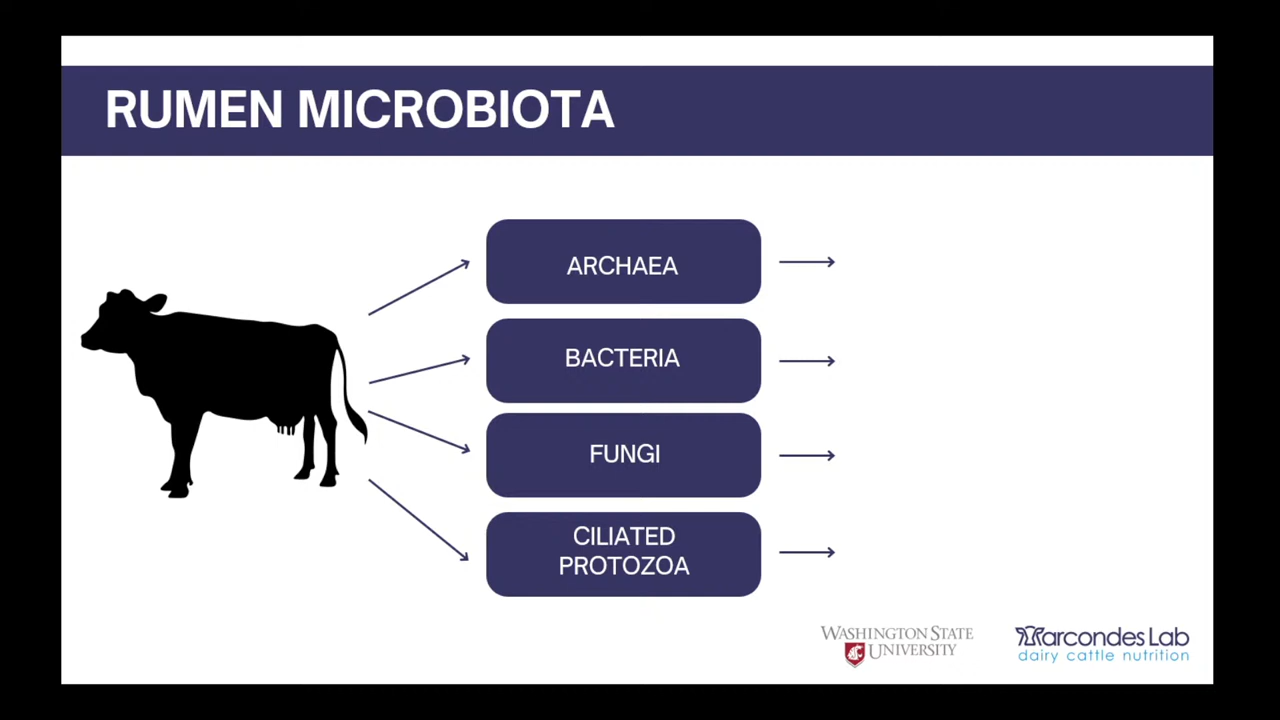 RUMEN MICROBIOTA
ARCHAEA
BACTERIA
FUNGI
CILIATED
PROTOZOA
WASHINGTON STATE
UNIVERSITY
Marcondes Lab
dairy cattle nutrition